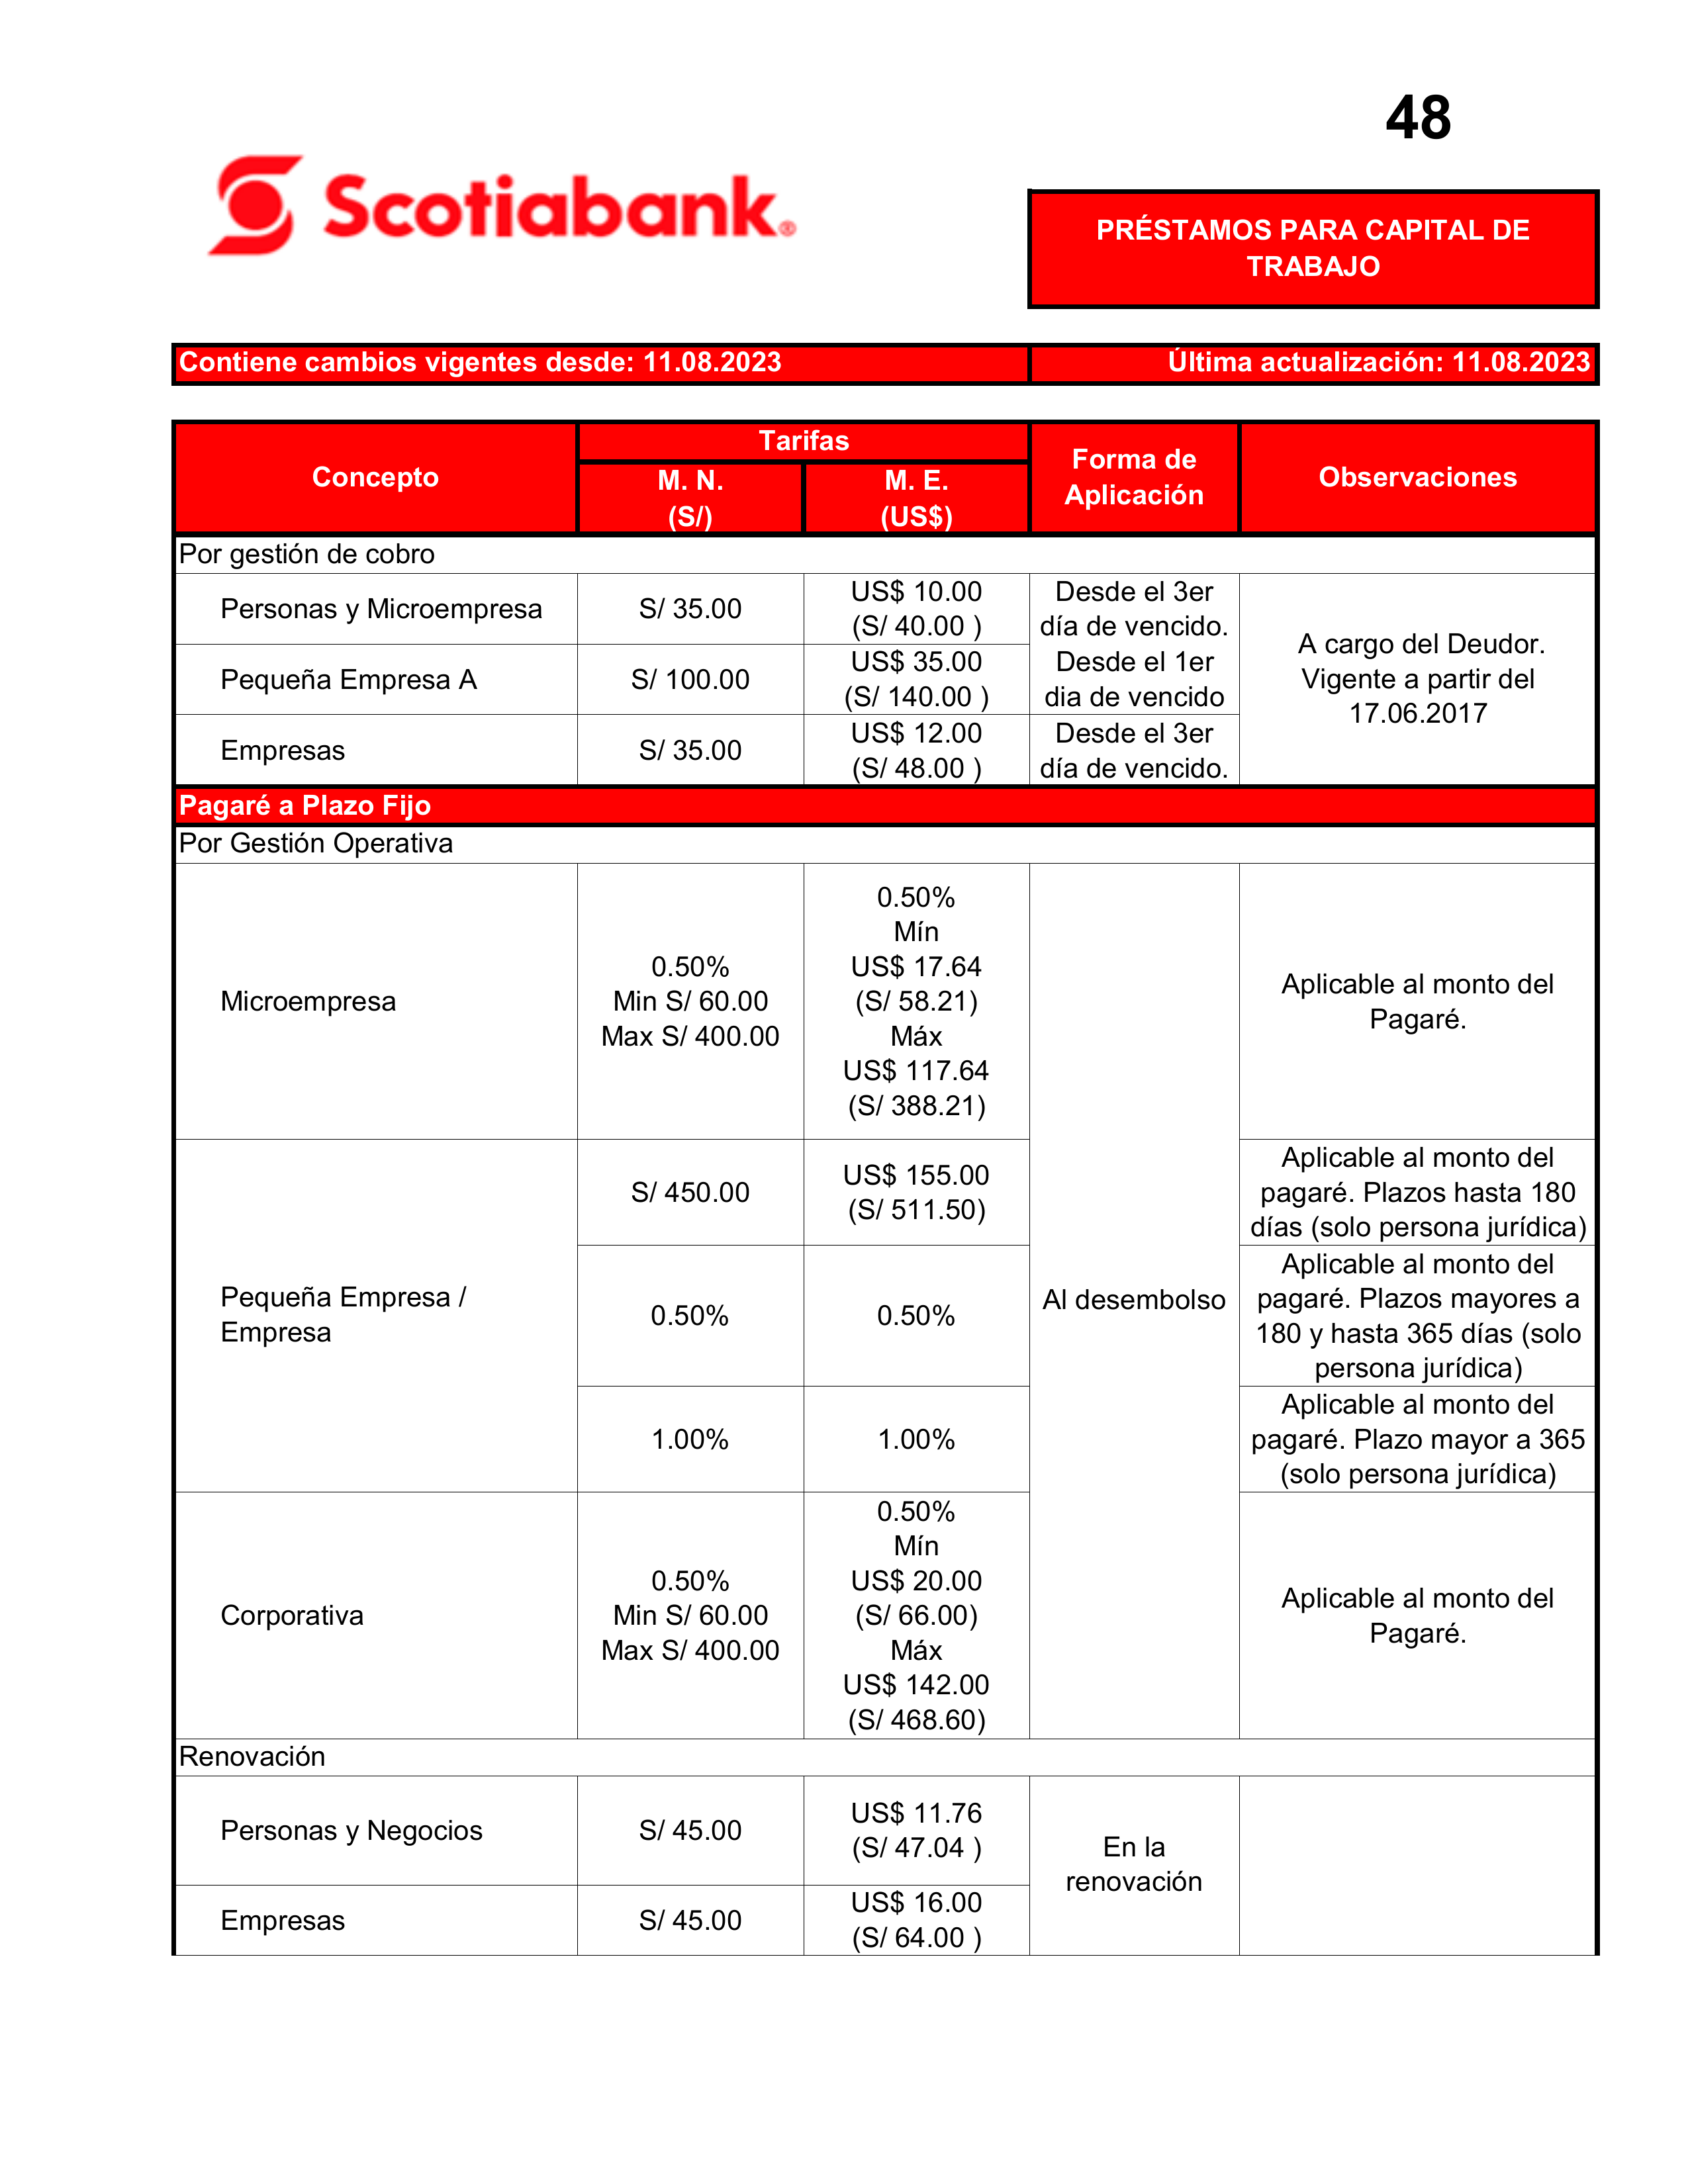 48
Scotiabank®
PRÉSTAMOS PARA CAPITAL DE
TRABAJO
Contiene cambios vigentes desde: 11.08.2023
Última actualización: 11.08.2023
Concepto
Tarifas
M. N.
(S/)
M. E.
(US$)
Forma de
Aplicación
Observaciones
Por gestión de cobro
Personas y Microempresa
S/ 35.00
US$ 10.00
(S/ 40.00 )
Desde el 3er
día de vencido.
A cargo del Deudor.
Vigente a partir del
17.06.2017
Pequeña Empresa A
S/ 100.00
US$ 35.00
(S/ 140.00 )
Desde el 1er
dia de vencido
Empresas
S/ 35.00
US$ 12.00
(S/ 48.00 )
Desde el 3er
día de vencido.
Pagaré a Plazo Fijo
Por Gestión Operativa
Microempresa
0.50%
Min S/ 60.00
Max S/ 400.00
0.50%
Mín
US$ 17.64
(S/ 58.21)
Máx
US$ 117.64
(S/ 388.21)
Al desembolso
Aplicable al monto del
Pagaré.
Pequeña Empresa /
Empresa
S/ 450.00
US$ 155.00
(S/ 511.50)
Aplicable al monto del
pagaré. Plazos hasta 180
días (solo persona jurídica)
0.50%
0.50%
Aplicable al monto del
pagaré. Plazos mayores a
180 y hasta 365 días (solo
persona jurídica)
1.00%
1.00%
Aplicable al monto del
pagaré. Plazo mayor a 365
(solo persona jurídica)
Corporativa
0.50%
Min S/ 60.00
Max S/ 400.00
0.50%
Mín
US$ 20.00
(S/ 66.00)
Máx
US$ 142.00
(S/ 468.60)
Aplicable al monto del
Pagaré.
Renovación
Personas y Negocios
S/ 45.00
US$ 11.76
(S/ 47.04 )
En la
renovación
Empresas
S/ 45.00
US$ 16.00
(S/ 64.00 )